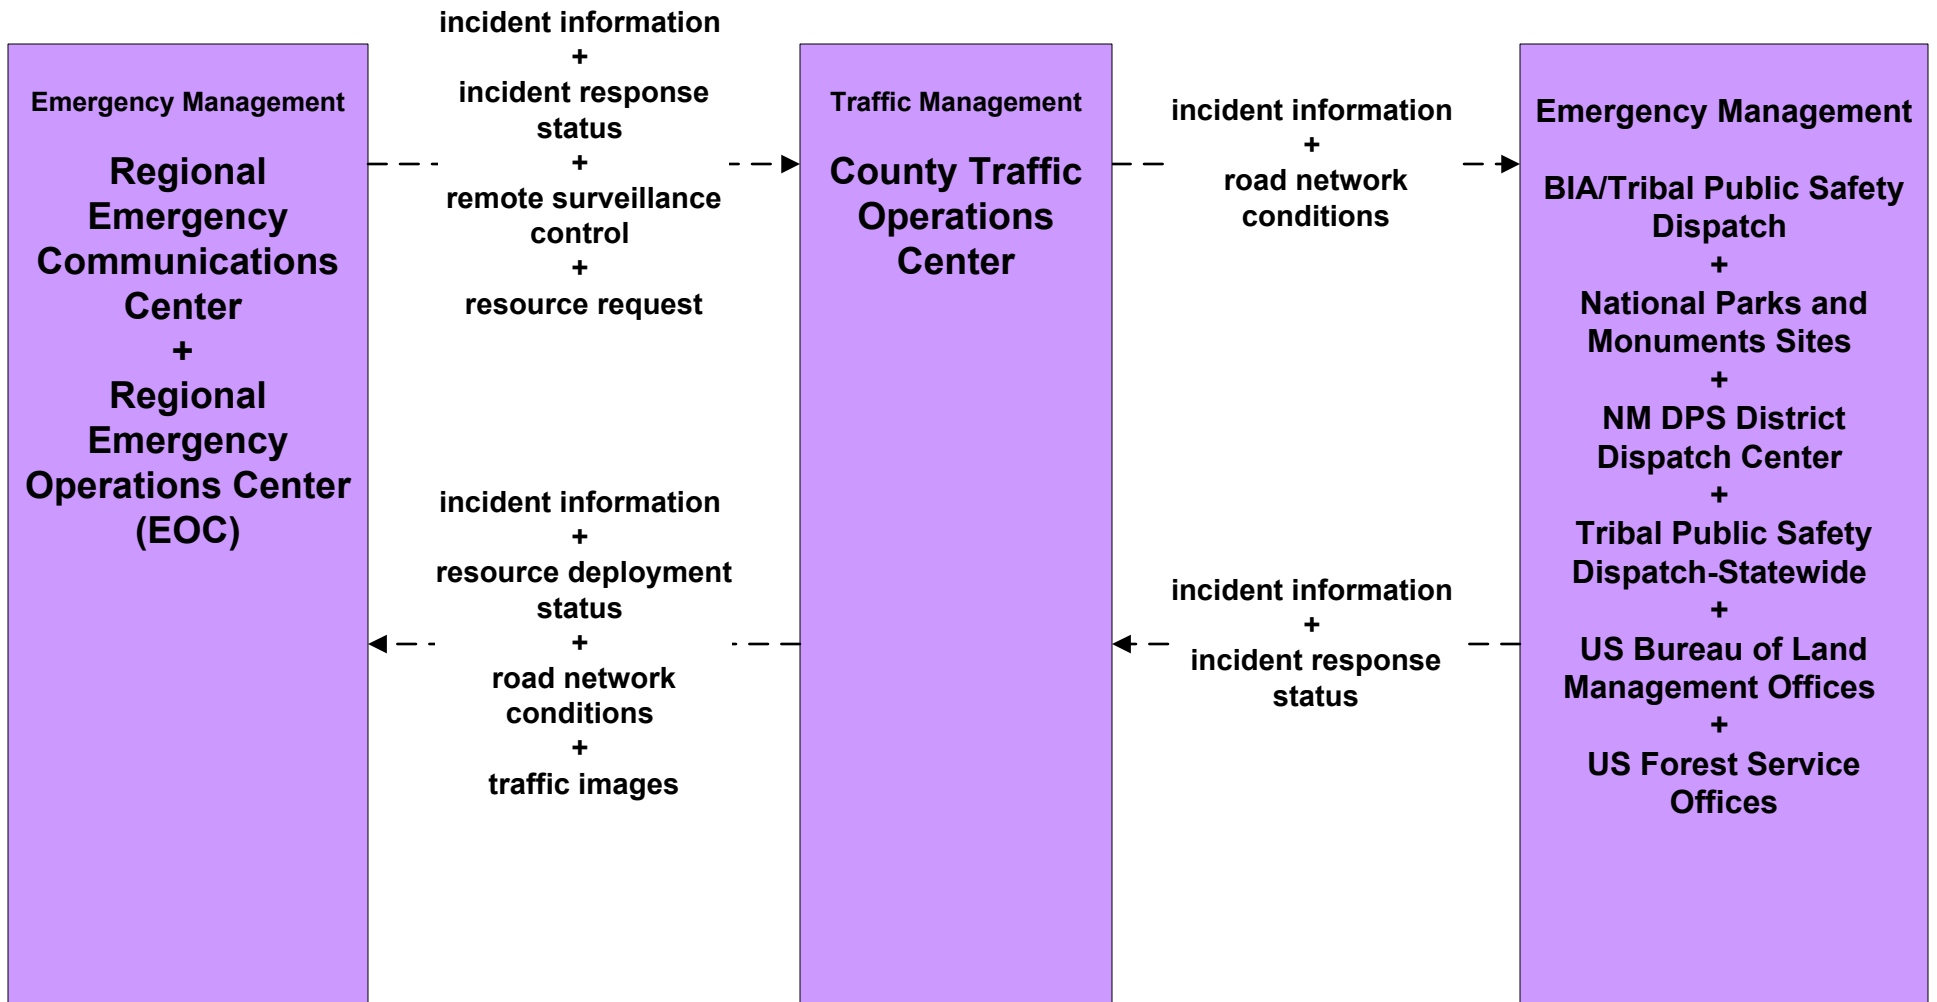 Emergency Management
Regional
Emergency
Communications
Center
+
Regional
Emergency
Operations Center
(EOC)
incident information
+
incident response
status
+
remote surveillance
control
+
resource request
incident information
+
resource deployment
status
+
road network
conditions
+
traffic images
Traffic Management
County Traffic
Operations
Center
incident information
+
road network
conditions
incident information
+
incident response
status
Emergency Management
BIA/Tribal Public Safety
Dispatch
+
National Parks and
Monuments Sites
+
NM DPS District
Dispatch Center
+
Tribal Public Safety
Dispatch-Statewide
+
US Bureau of Land
Management Offices
+
US Forest Service
Offices